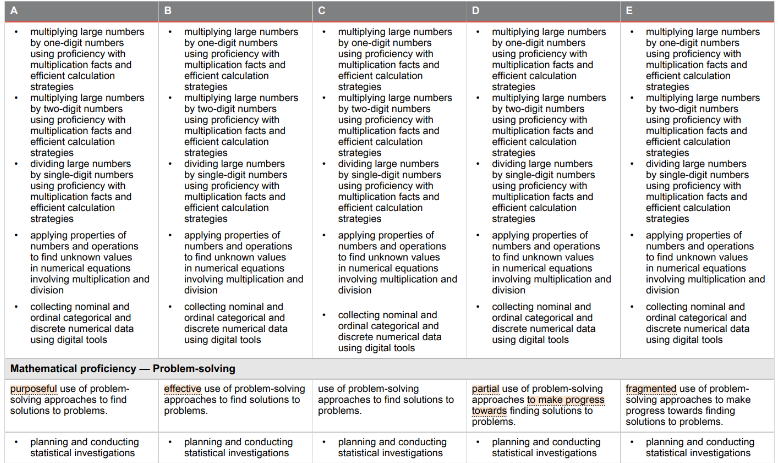 A B C D E
• multiplying large numbers
by one-digit numbers
using proficiency with
multiplication facts and
efficient calculation
strategies
• multiplying large numbers
by two-digit numbers
using proficiency with
multiplication facts and
efficient calculation
strategies
• dividing large numbers
by single-digit numbers
using proficiency with
multiplication facts and
efficient calculation
strategies
• applying properties of
numbers and operations
to find unknown values
in numerical equations
involving multiplication and
division
• collecting nominal and
ordinal categorical and
discrete numerical data
using digital tools
• multiplying large numbers
by one-digit numbers
using proficiency with
multiplication facts and
efficient calculation
strategies
• multiplying large numbers
by two-digit numbers
using proficiency with
multiplication facts and
efficient calculation
strategies
• dividing large numbers
by single-digit numbers
using proficiency with
multiplication facts and
efficient calculation
strategies
• applying properties of
numbers and operations
to find unknown values
in numerical equations
involving multiplication and
division
• collecting nominal and
ordinal categorical and
discrete numerical data
using digital tools
• multiplying large numbers
by one-digit numbers
using proficiency with
multiplication facts and
efficient calculation
strategies
• multiplying large numbers
by two-digit numbers
using proficiency with
multiplication facts and
efficient calculation
strategies
• dividing large numbers
by single-digit numbers
using proficiency with
multiplication facts and
efficient calculation
strategies
• applying properties of
numbers and operations
to find unknown values
in numerical equations
involving multiplication and
division
• collecting nominal and
ordinal categorical and
discrete numerical data
using digital tools
• multiplying large numbers
by one-digit numbers
using proficiency with
multiplication facts and
efficient calculation
strategies
• multiplying large numbers
by two-digit numbers
using proficiency with
multiplication facts and
efficient calculation
strategies
• dividing large numbers
by single-digit numbers
using proficiency with
multiplication facts and
efficient calculation
strategies
• applying properties of
numbers and operations
to find unknown values
in numerical equations
involving multiplication and
division
• collecting nominal and
ordinal categorical and
discrete numerical data
using digital tools
• multiplying large numbers
by one-digit numbers
using proficiency with
multiplication facts and
efficient calculation
strategies
• multiplying large numbers
by two-digit numbers
using proficiency with
multiplication facts and
efficient calculation
strategies
• dividing large numbers
by single-digit numbers
using proficiency with
multiplication facts and
efficient calculation
strategies
• applying properties of
numbers and operations
to find unknown values
in numerical equations
involving multiplication and
division
• collecting nominal and
ordinal categorical and
discrete numerical data
using digital tools
Mathematical proficiency — Problem-solving
purposeful use of problem-
solving approaches to find
solutions to problems.
effective use of problem-solving
approaches to find solutions to
problems.
use of problem-solving
approaches to find solutions to
problems.
partial use of problem-solving
approaches to make progress
towards finding solutions to
problems.
fragmented use of problem-
solving approaches to make
progress towards finding
solutions to problems.
• planning and conducting
statistical investigations
• planning and conducting
statistical investigations
• planning and conducting
statistical investigations
• planning and conducting
statistical investigations
• planning and conducting
statistical investigations